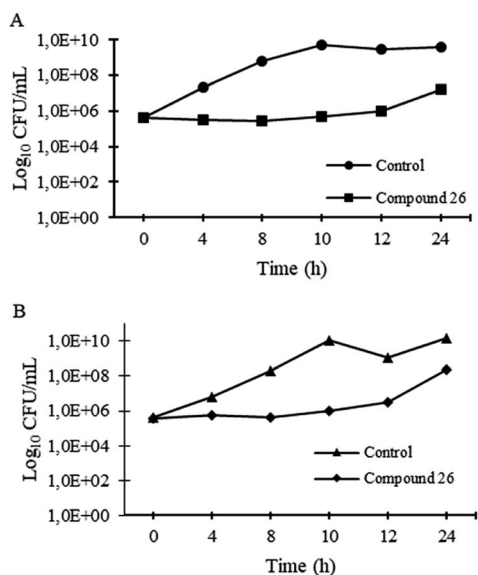 A
Log10 CFU/mL
1,0E+10
1,0E+08
1,0E+06
1,0E+04
1,0E+02
1,0E+00
Control
Compound 26
0 4 8 10 12 24
Time (h)
B
Log10 CFU/mL
1,0E+10
1,0E+08
1,0E+06
1,0E+04
1,0E+02
1,0E+00
Control
Compound 26
0 4 8 10 12 24
Time (h)